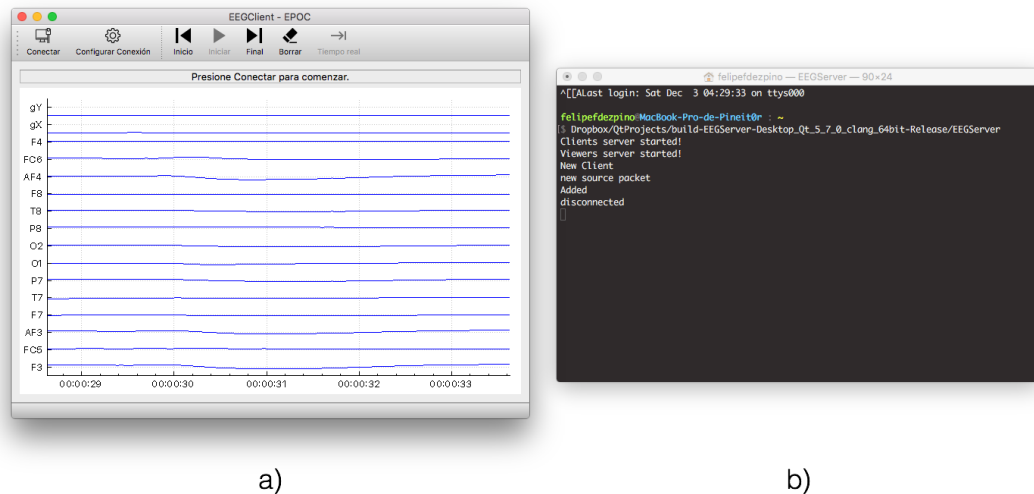 EEGClient - EPOC
Conectar Configurar Conexión Inicio Iniciar Final Borrar Tiempo real
Presione Conectar para comenzar.
gY
gX
F4
FC6
AF4
F8
T8
P8
O2
O1
P7
T7
F7
AF3
FC5
F3
00:00:29 00:00:30 00:00:31 00:00:32 00:00:33
a)
felipefdezpino — EEGServer — 90×24
^[[ALast login: Sat Dec  3 04:29:33 on ttys000
felipefdezpino@MacBook-Pro-de-Pineit0r : ~
[$ Dropbox/QtProjects/build-EEGServer-Desktop_Qt_5_7_0_clang_64bit-Release/EEGServer
Clients server started!
Viewers server started!
New Client
new source packet
Added
disconnected
b)